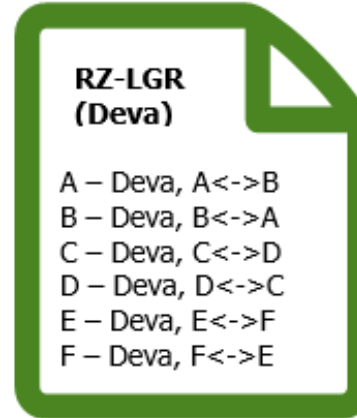 RZ-LGR
(Deva)
A – Deva, A<->B
B – Deva, B<->A
C – Deva, C<->D
D – Deva, D<->C
E – Deva, E<->F
F – Deva, F<->E